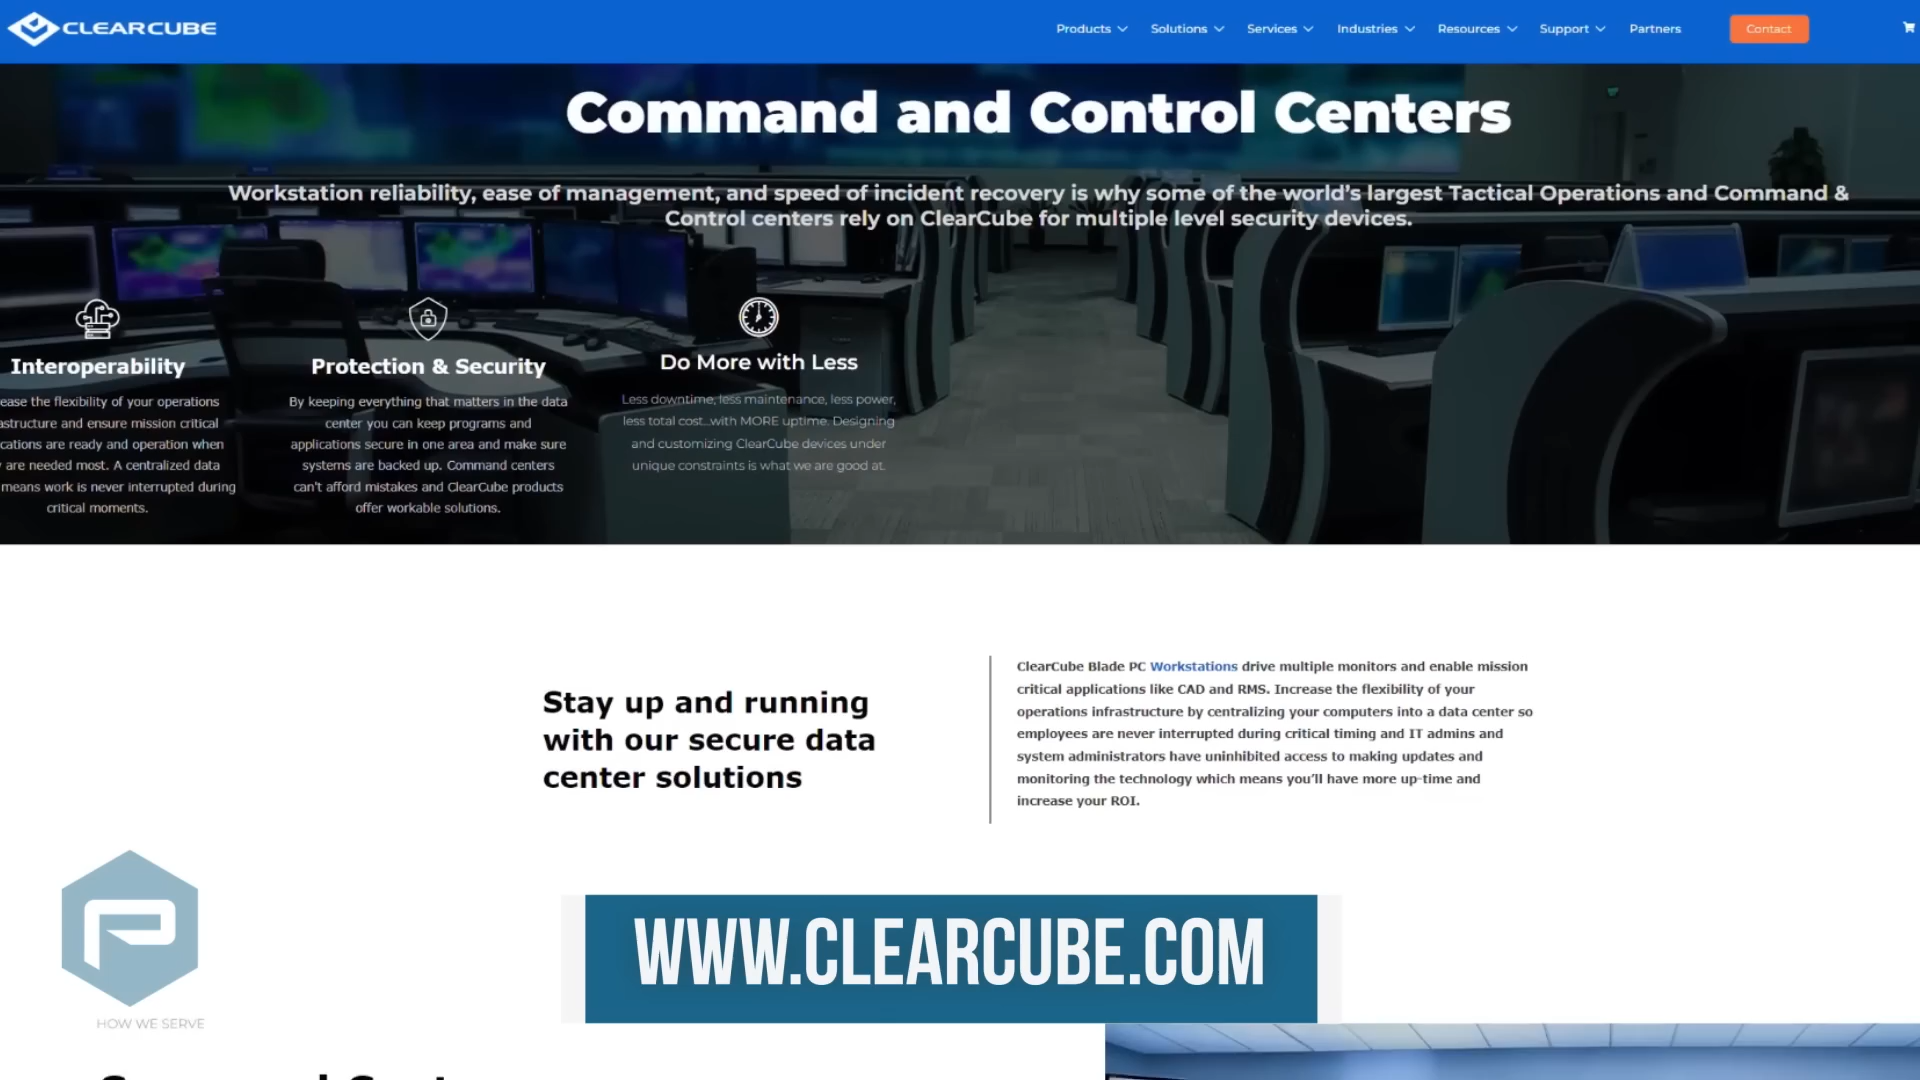 CLEARCUBE
Products Solutions Services Industries Resources Support Partners Contact
Command and Control Centers
Workstation reliability, ease of management, and speed of incident recovery is why some of the world's largest Tactical Operations and Command &
Control centers rely on ClearCube for multiple level security devices.
Interoperability
ease the flexibility of your operations
astructure and ensure mission critical
cations are ready and operation when
are needed most. A centralized data
means work is never interrupted during
critical moments.
Protection & Security
By keeping everything that matters in the data
center you can keep programs and
applications secure in one area and make sure
systems are backed up. Command centers
can't afford mistakes and ClearCube products
offer workable solutions.
Do More with Less
Less downtime, less maintenance, less power,
less total cost...with MORE uptime. Designing
and customizing ClearCube devices under
unique constraints is what we are good at.
Stay up and running
with our secure data
center solutions
ClearCube Blade PC Workstations drive multiple monitors and enable mission
critical applications like CAD and RMS. Increase the flexibility of your
operations infrastructure by centralizing your computers into a data center so
employees are never interrupted during critical timing and IT admins and
system administrators have uninhibited access to making updates and
monitoring the technology which means you'll have more up-time and
increase your ROI.
WWW.CLEARCUBE.COM
HOW WE SERVE